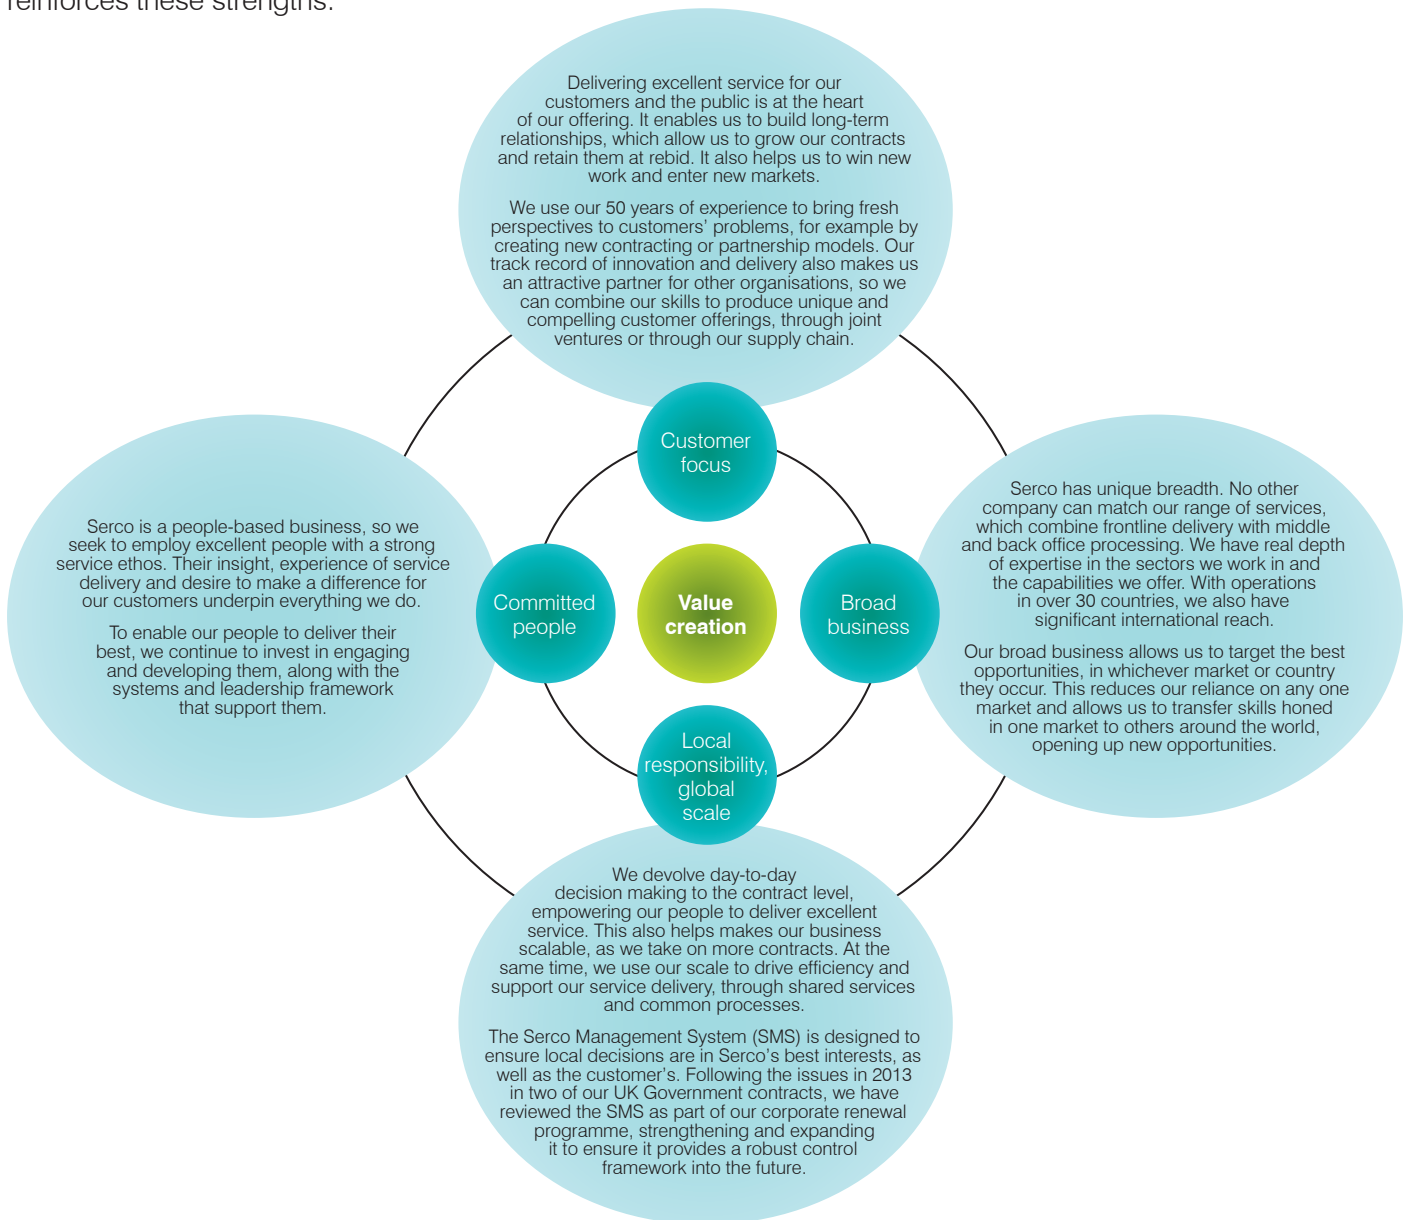 reinforces these strengths.
Delivering excellent service for our
customers and the public is at the heart
of our offering. It enables us to build long-term
relationships, which allow us to grow our contracts
and retain them at rebid. It also helps us to win new
work and enter new markets.
We use our 50 years of experience to bring fresh
perspectives to customers’ problems, for example by
creating new contracting or partnership models. Our
track record of innovation and delivery also makes us
an attractive partner for other organisations, so we
can combine our skills to produce unique and
compelling customer offerings, through joint
ventures or through our supply chain.
Customer
focus
Serco is a people-based business, so we
seek to employ excellent people with a strong
service ethos. Their insight, experience of service
delivery and desire to make a difference for
our customers underpin everything we do.
To enable our people to deliver their
best, we continue to invest in engaging
and developing them, along with the
systems and leadership framework
that support them.
Committed
people
Value
creation
Broad
business
Serco has unique breadth. No other
company can match our range of services,
which combine frontline delivery with middle
and back office processing. We have real depth
of expertise in the sectors we work in and
the capabilities we offer. With operations
in over 30 countries, we also have
significant international reach.
Our broad business allows us to target the best
opportunities, in whichever market or country
they occur. This reduces our reliance on any one
market and allows us to transfer skills honed
in one market to others around the world,
opening up new opportunities.
Local
responsibility,
global
scale
We devolve day-to-day
decision making to the contract level,
empowering our people to deliver excellent
service. This also helps makes our business
scalable, as we take on more contracts. At the
same time, we use our scale to drive efficiency and
support our service delivery, through shared services
and common processes.
The Serco Management System (SMS) is designed to
ensure local decisions are in Serco’s best interests, as
well as the customer’s. Following the issues in 2013
in two of our UK Government contracts, we have
reviewed the SMS as part of our corporate renewal
programme, strengthening and expanding
it to ensure it provides a robust control
framework into the future.